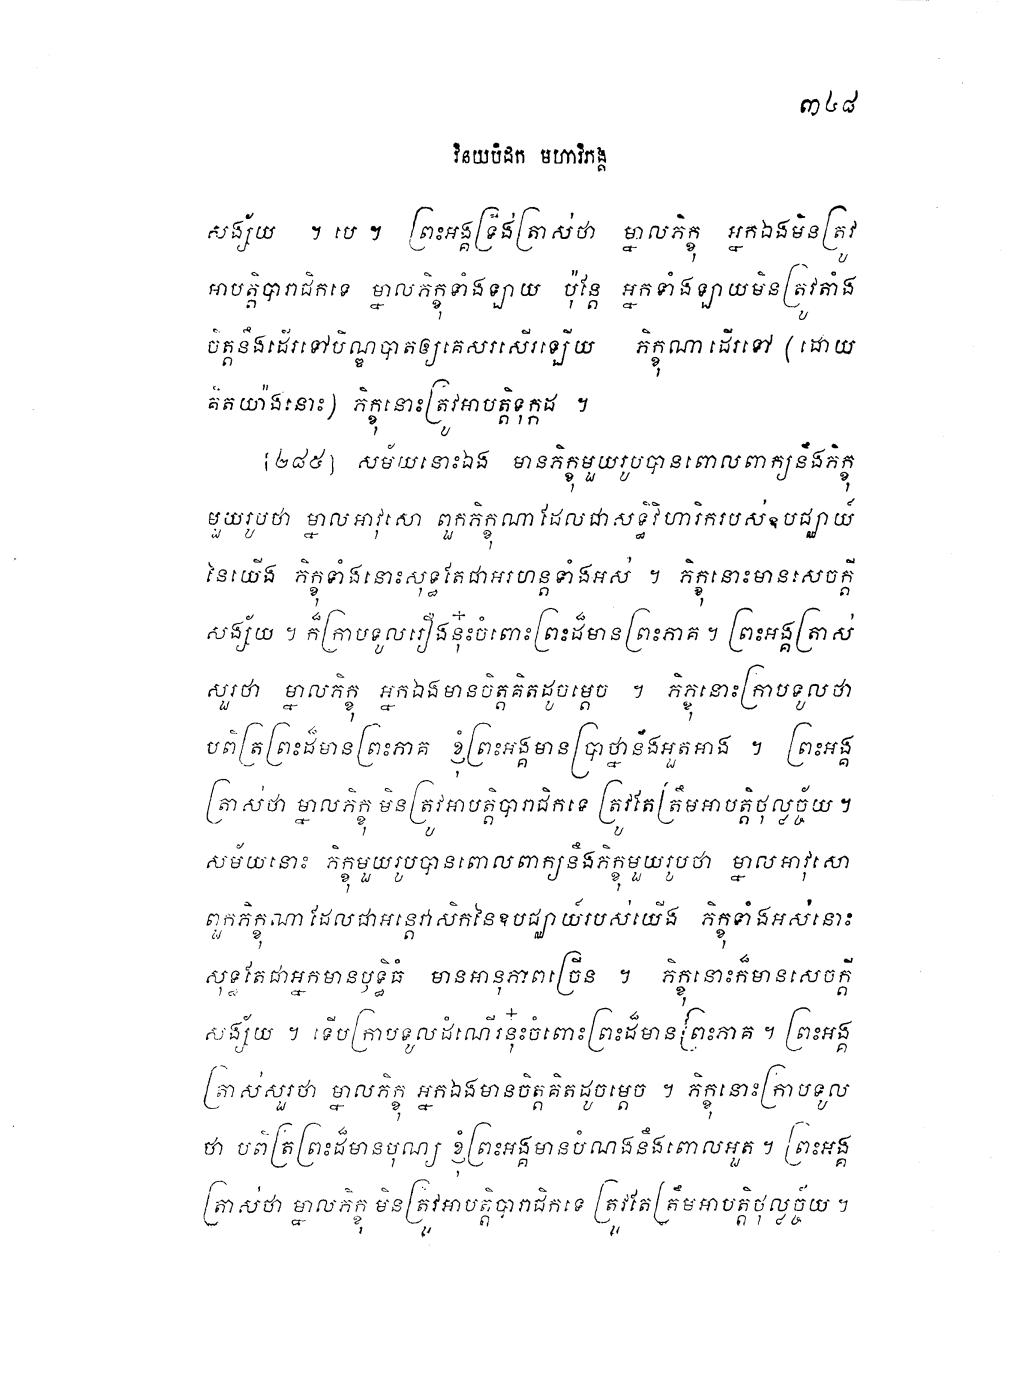 ៣៤៨
វិនយបិដក មហាវិភង្គ
សង្ស័យ ។ បេ ។ ព្រះអង្គទ្រង់ត្រាស់ថា ម្នាលភិក្ខុ អ្នកឯងមិនត្រូវ
អាបត្តិបារាជិកទេ ម្នាលភិក្ខុទាំងឡាយ ប៉ុន្តែ អ្នកទាំងឡាយមិនត្រូវតាំង
ចិត្តនឹងដើរទៅបិណ្ឌបាតឲ្យគេសរសើរឡើយ ភិក្ខុណាដើរទៅ (ដោយ
គិតយ៉ាងនោះ) ភិក្ខុនោះត្រូវអាបត្តិទុក្កដ ។
[២៨៥] សម័យនោះឯង មានភិក្ខុមួយរូបបានពោលពាក្យនឹងភិក្ខុ
មួយរូបថា ម្នាលអាវុសោ ពួកភិក្ខុណាដែលជាសទ្ធិវិហារិករបស់ឧបជ្ឈាយ៍
នៃយើង ភិក្ខុទាំងនោះសុទ្ធតែជាអរហន្តទាំងអស់ ។ ភិក្ខុនោះមានសេចក្តី
សង្ស័យ ។ ក៏ក្រាបទូលរឿងនុ៎ះចំពោះព្រះដ៏មានព្រះភាគ ។ ព្រះអង្គត្រាស់
សួរថា ម្នាលភិក្ខុ អ្នកឯងមានចិត្តគិតដូចម្តេច ។ ភិក្ខុនោះក្រាបទូលថា
បពិត្រព្រះដ៏មានព្រះភាគ ខ្ញុំព្រះអង្គមានប្រាថ្នានឹងអួតអាង ។ ព្រះអង្គ
ត្រាស់ថា ម្នាលភិក្ខុ មិនត្រូវអាបត្តិបារាជិកទេ ត្រូវតែត្រឹមអាបត្តិថុល្លច្ច័យ ។
សម័យនោះ ភិក្ខុមួយរូបបានពោលពាក្យនឹងភិក្ខុមួយរូបថា ម្នាលអាវុសោ
ពួកភិក្ខុណាដែលជាអន្តេវាសិកនៃឧបជ្ឈាយ៍របស់យើង ភិក្ខុទាំងអស់នោះ
សុទ្ធតែជាអ្នកមានឫទ្ធិធំ មានអានុភាពច្រើន ។ ភិក្ខុនោះក៏មានសេចក្តី
សង្ស័យ ។ ទើបក្រាបទូលដំណើរនុ៎ះចំពោះព្រះដ៏មានព្រះភាគ ។ ព្រះអង្គ
ត្រាស់សួរថា ម្នាលភិក្ខុ អ្នកឯងមានចិត្តគិតដូចម្តេច ។ ភិក្ខុនោះក្រាបទូល
ថា បពិត្រព្រះដ៏មានបុណ្យ ខ្ញុំព្រះអង្គមានបំណងនឹងពោលអួត ។ ព្រះអង្គ
ត្រាស់ថា ម្នាលភិក្ខុ មិនត្រូវអាបត្តិបារាជិកទេ ត្រូវតែត្រឹមអាបត្តិថុល្លច្ច័យ ។